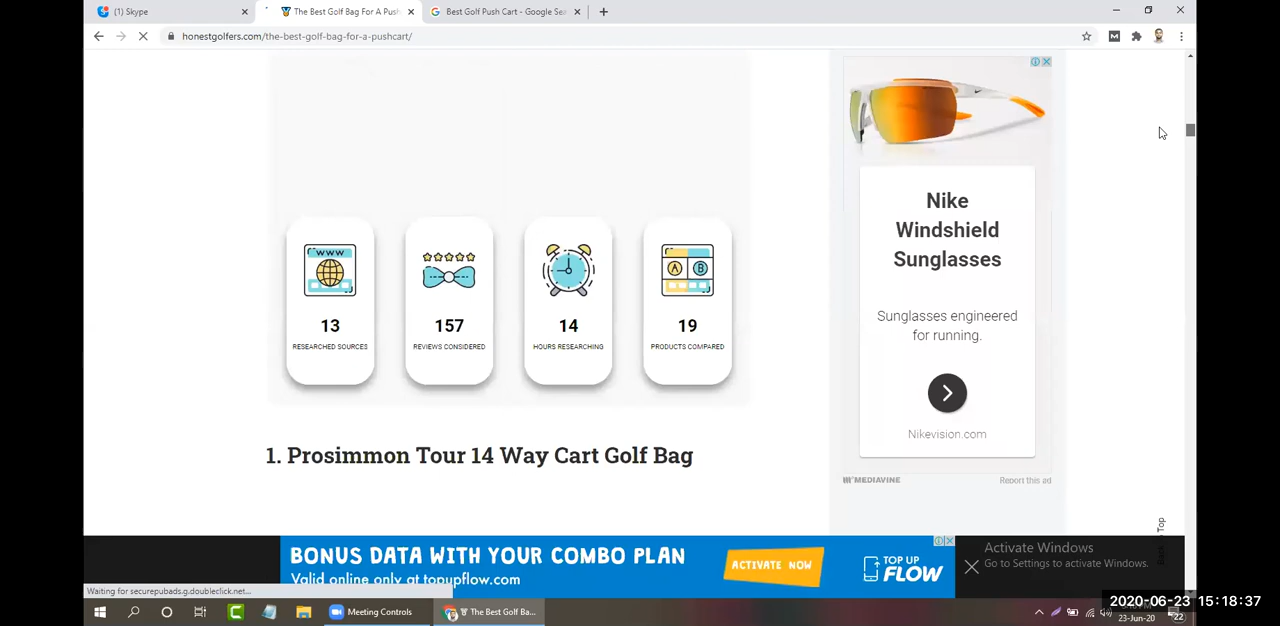 (1) Skype
The Best Golf Bag For A Push
Best Golf Push Cart - Google Sea
honestgolfers.com/the-best-golf-bag-for-a-pushcart/
WWW
A B
13
RESEARCHED SOURCES
157
REVIEWS CONSIDERED
14
HOURS RESEARCHING
19
PRODUCTS COMPARED
1. Prosimmon Tour 14 Way Cart Golf Bag
Nike
Windshield
Sunglasses
Sunglasses engineered
for running.
Nikevision.com
MEDIAVINE
Report this ad
Top
BONUS DATA WITH YOUR COMBO PLAN
Valid online only at topupflow.com
ACTIVATE NOW
TOP UP
FLOW
Activate Windows
Go to Settings to activate Windows.
Waiting for securepubads.g.doubleclick.net...
Meeting Controls
The Best Golf Ba...
2020-06-23 15:18:37
23-Jun-20
22